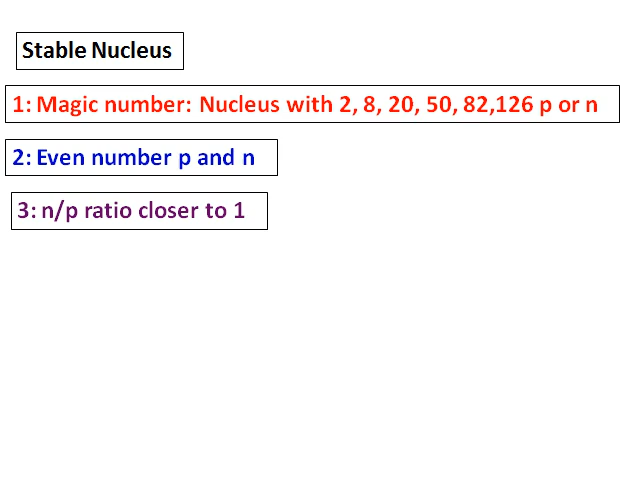 Stable Nucleus
1: Magic number: Nucleus with 2, 8, 20, 50, 82,126 p or n
2: Even number p and n
3: n/p ratio closer to 1